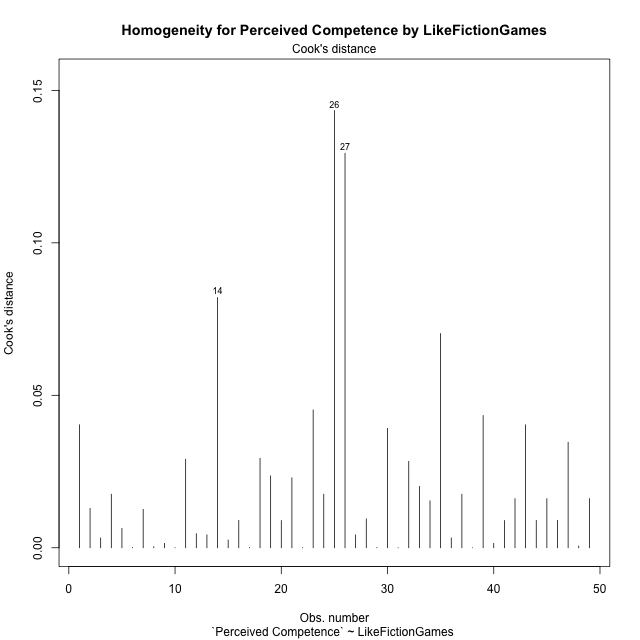 Homogeneity for Perceived Competence by LikeFictionGames
Cook's distance
Cook's distance
0.15
0.10
0.05
0.00
26
27
14
0 10 20 30 40 50
Obs. number
`Perceived Competence` ~ LikeFictionGames